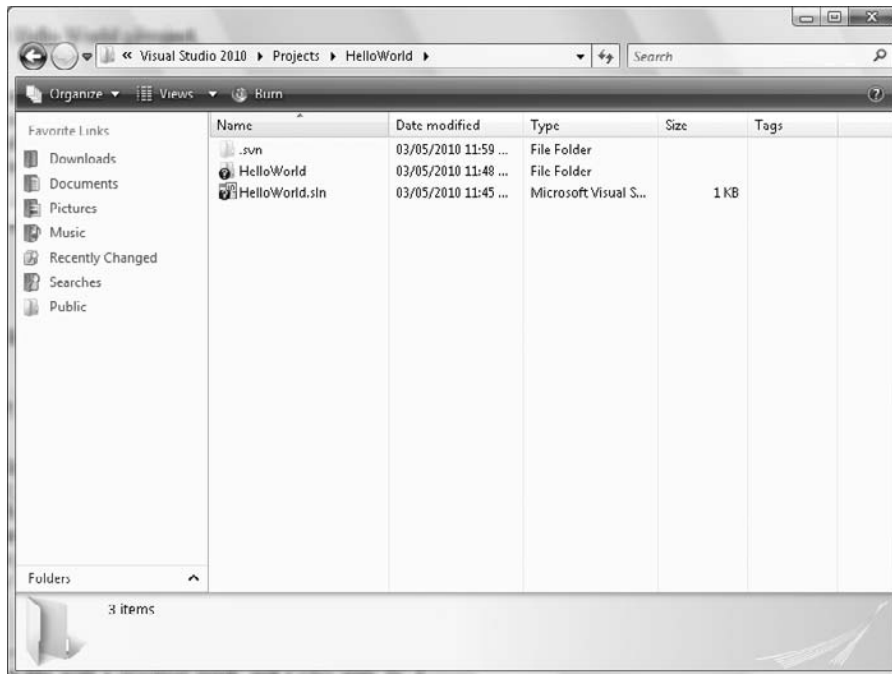 « Visual Studio 2010 ▸ Projects ▸ HelloWorld ▸
Search
Organize Views Burn
Favorite Links
Downloads
Documents
Pictures
Music
Recently Changed
Searches
Public
Folders
Name Date modified Type Size Tags
.svn 03/05/2010 11:59 ... File Folder
HelloWorld 03/05/2010 11:48 ... File Folder
HelloWorld.sln 03/05/2010 11:45 ... Microsoft Visual S... 1 KB
3 items